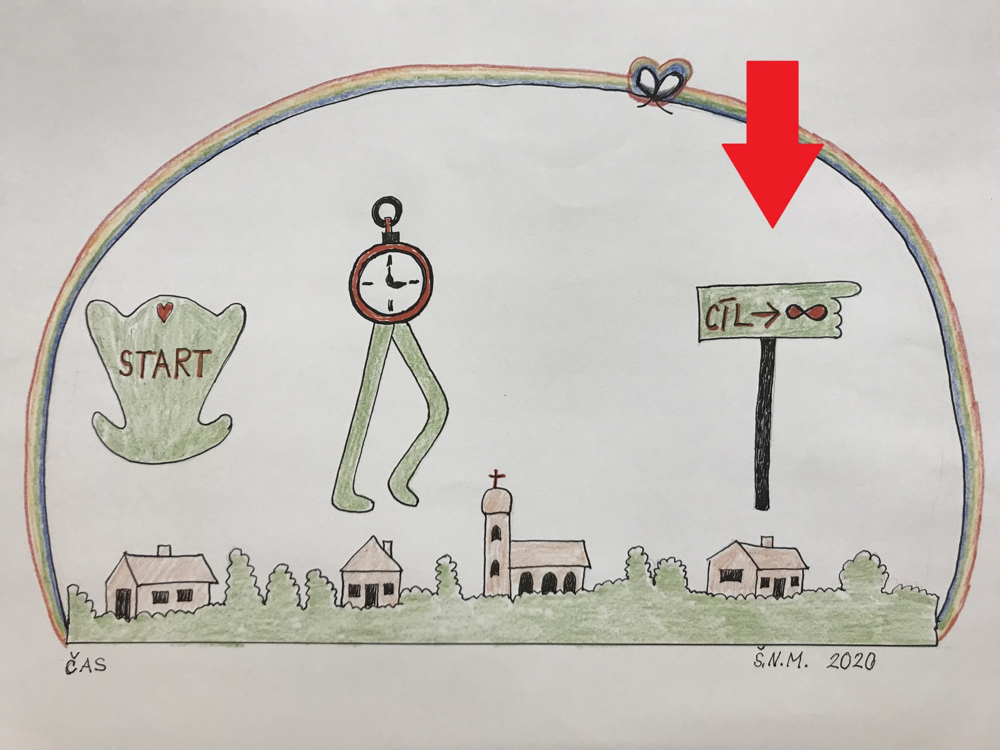 START
CÍL → ∞
ČAS
Š.N.M. 2020